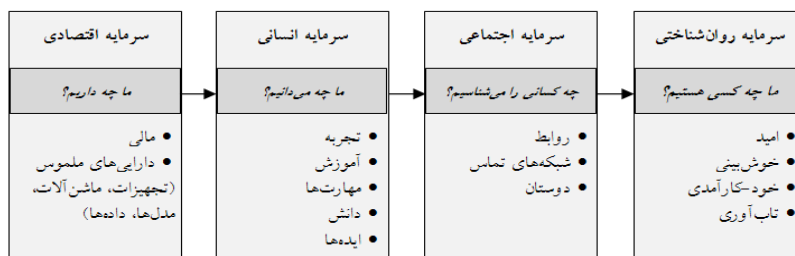 سرمایه اقتصادی
ما چه داریم؟
● مالی
● دارایی‌های ملموس
(تجهیزات، ماشن آلات،
مدل‌ها، داده‌ها)
سرمایه انسانی
ما چه می‌دانیم؟
● تجربه
● آموزش
● مهارت‌ها
● دانش
● ایده‌ها
سرمایه اجتماعی
چه کسانی را می‌شناسیم؟
● روابط
● شبکه‌های تماس
● دوستان
سرمایه روان‌شناختی
ما چه کسی هستیم؟
● امید
● خوش‌بینی
● خود-کارآمدی
● تاب‌آوری